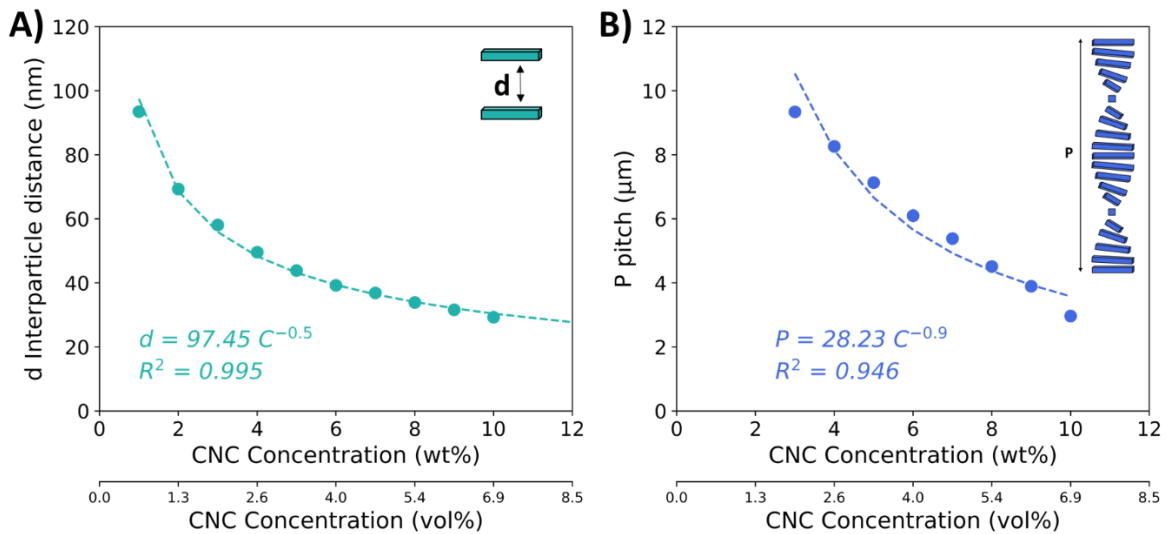 A)
120
100
80
60
40
20
0
d Interparticle distance (nm)
d
d = 97.45 C⁻⁰·⁵
R² = 0.995
0 2 4 6 8 10 12
CNC Concentration (wt%)
0.0 1.3 2.6 4.0 5.4 6.9 8.5
CNC Concentration (vol%)
B)
12
10
8
6
4
2
0
P pitch (μm)
P
P = 28.23 C⁻⁰·⁹
R² = 0.946
0 2 4 6 8 10 12
CNC Concentration (wt%)
0.0 1.3 2.6 4.0 5.4 6.9 8.5
CNC Concentration (vol%)